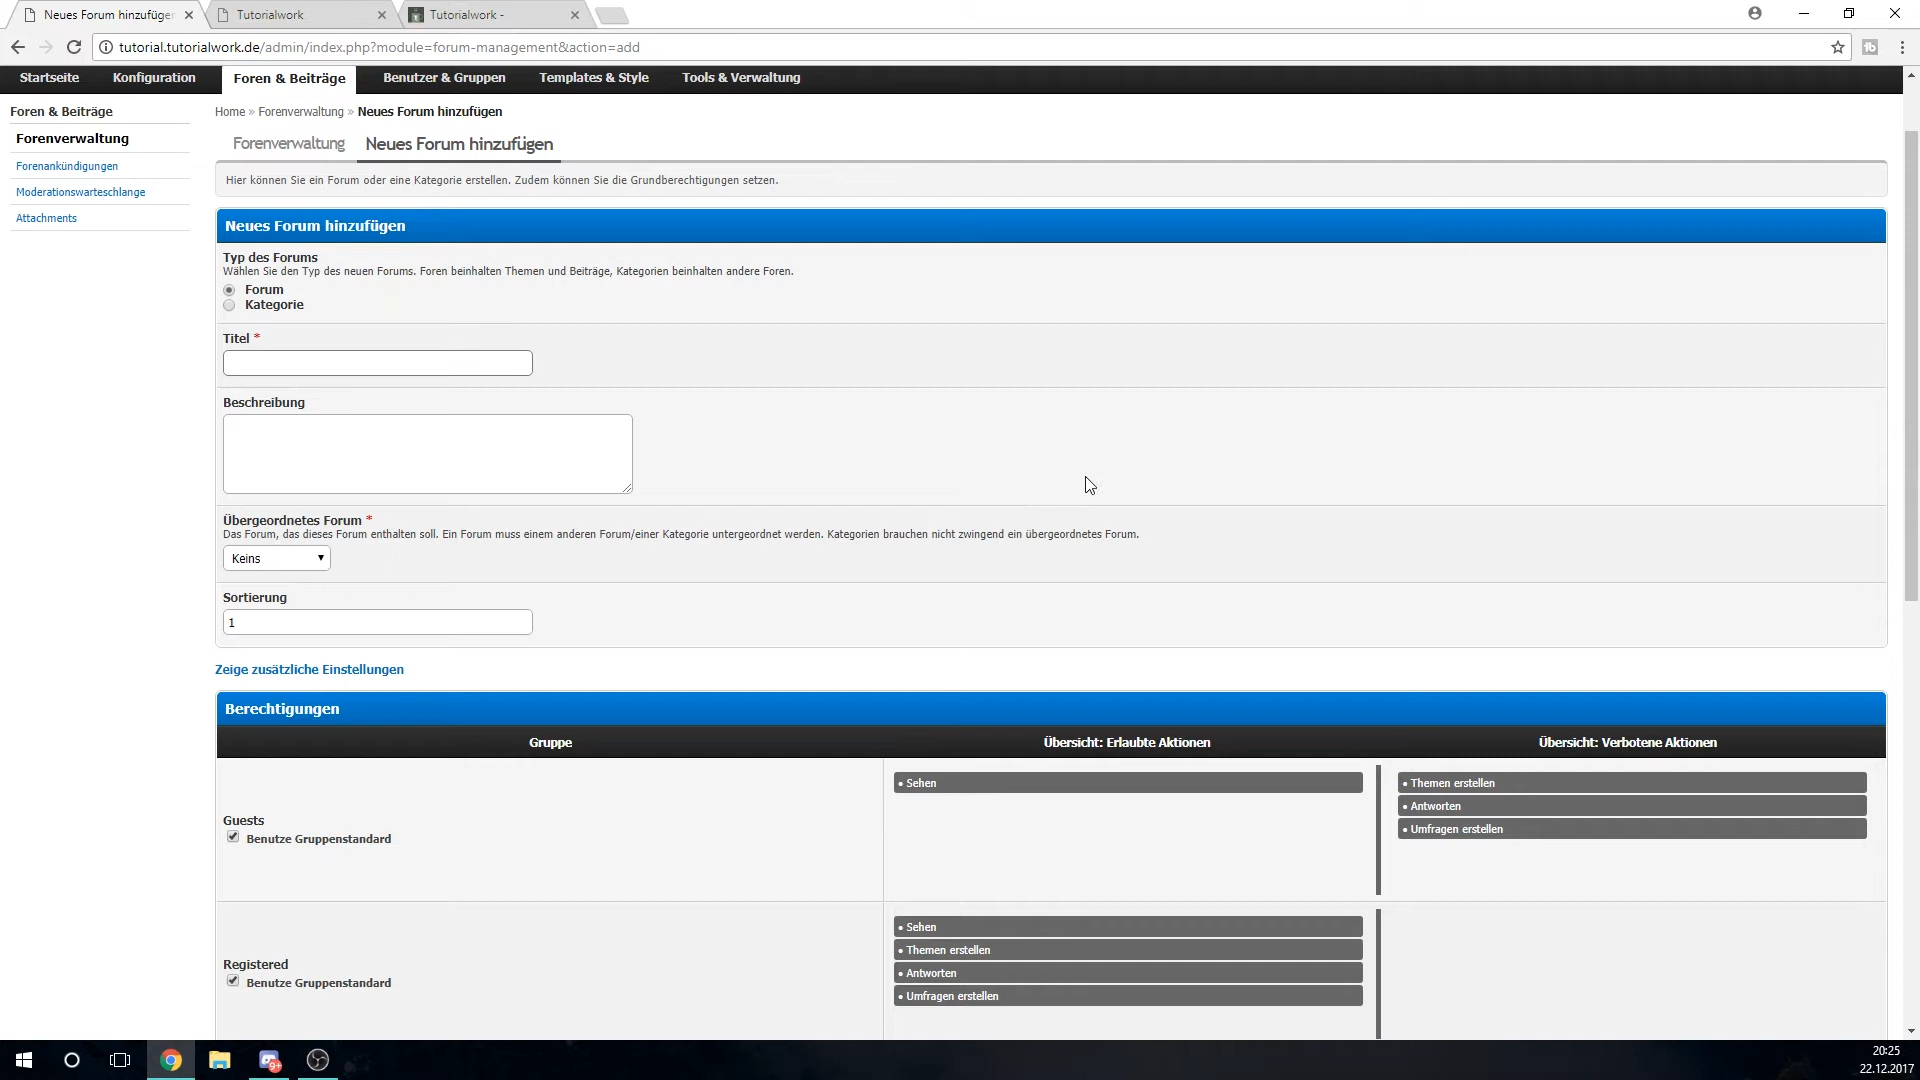 Neues Forum hinzufüger
Tutorialwork
Tutorialwork -
tutorial.tutorialwork.de/admin/index.php?module=forum-management&action=add
Startseite
Konfiguration
Foren & Beiträge
Benutzer & Gruppen
Templates & Style
Tools & Verwaltung
Foren & Beiträge
Forenverwaltung
Forenankündigungen
Moderationswarteschlange
Attachments
Home » Forenverwaltung » Neues Forum hinzufügen
Forenverwaltung
Neues Forum hinzufügen
Hier können Sie ein Forum oder eine Kategorie erstellen. Zudem können Sie die Grundberechtigungen setzen.
Neues Forum hinzufügen
Typ des Forums
Wählen Sie den Typ des neuen Forums. Foren beinhalten Themen und Beiträge, Kategorien beinhalten andere Foren.
Forum
Kategorie
Titel *
Beschreibung
Übergeordnetes Forum *
Das Forum, das dieses Forum enthalten soll. Ein Forum muss einem anderen Forum/einer Kategorie untergeordnet werden. Kategorien brauchen nicht zwingend ein übergeordnetes Forum.
Keins
Sortierung
1
Zeige zusätzliche Einstellungen
Berechtigungen
Gruppe
Übersicht: Erlaubte Aktionen
Übersicht: Verbotene Aktionen
Guests
Benutze Gruppenstandard
• Sehen
• Themen erstellen
• Antworten
• Umfragen erstellen
Registered
Benutze Gruppenstandard
• Sehen
• Themen erstellen
• Antworten
• Umfragen erstellen
9+
20:25
22.12.2017